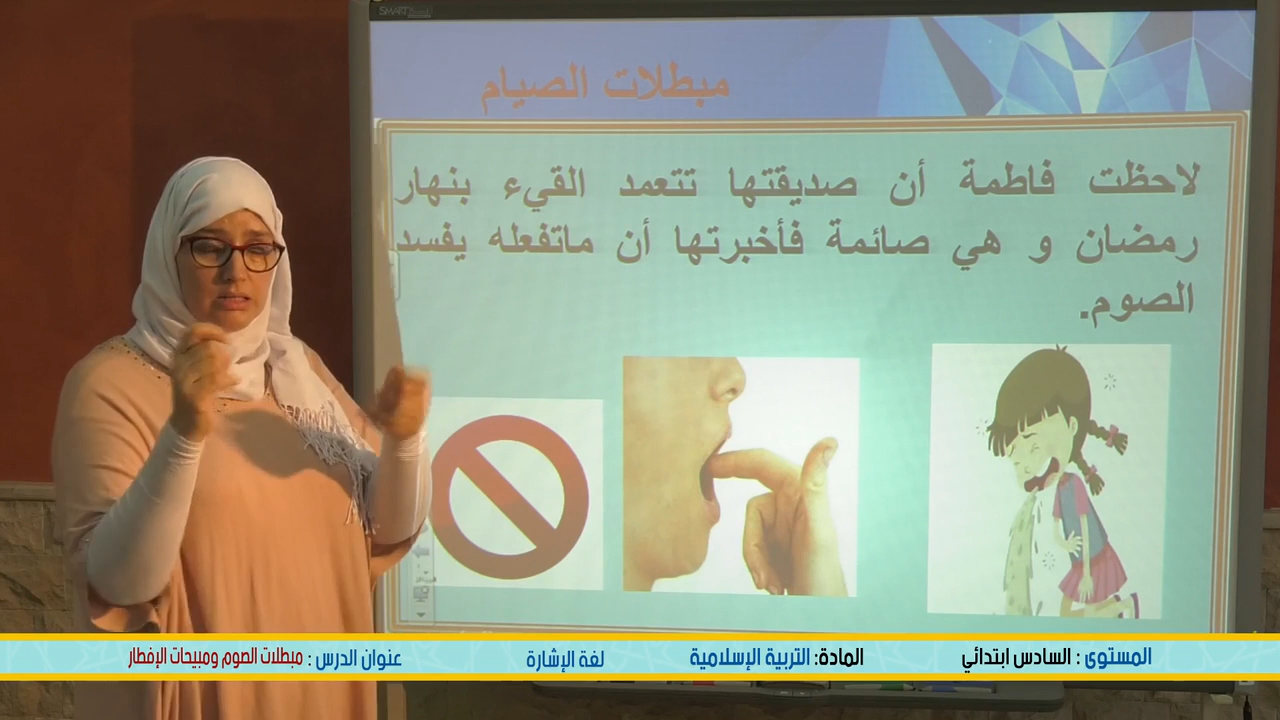 SMART
مبطلات الصيام
لاحظت فاطمة أن صديقتها تتعمد القيء بنهار
رمضان و هي صائمة فأخبرتها أن ماتفعله يفسد
الصوم.
المستوى : السادس ابتدائي المادة: التربية الإسلامية لغة الإشارة عنوان الدرس : مبطلات الصوم ومبيحات الإفطار